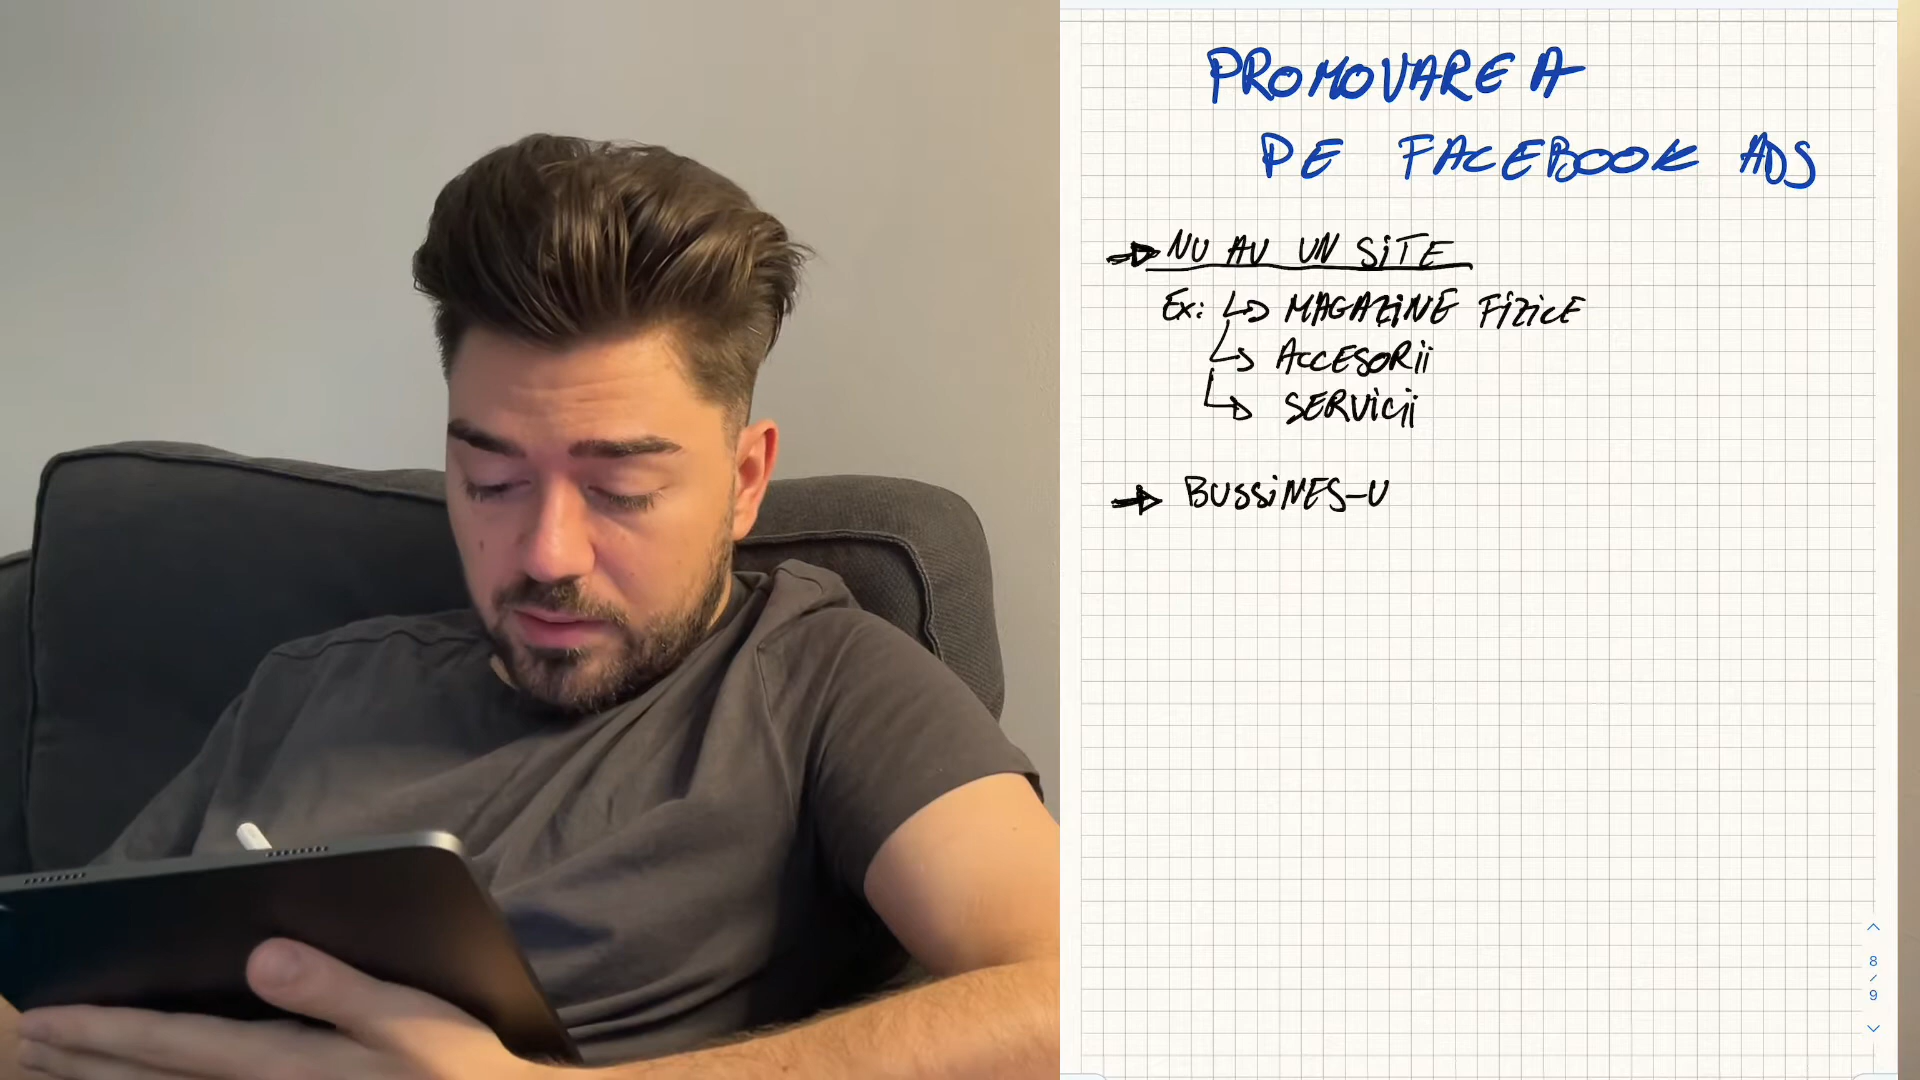 PROMOVAREA
PE FACEBOOK ADS
NU AU UN SiTE
Ex: MAGAZiNE FiZiCE
ACCESORii
SERViCii
BUSSiNES-U
8
/
9